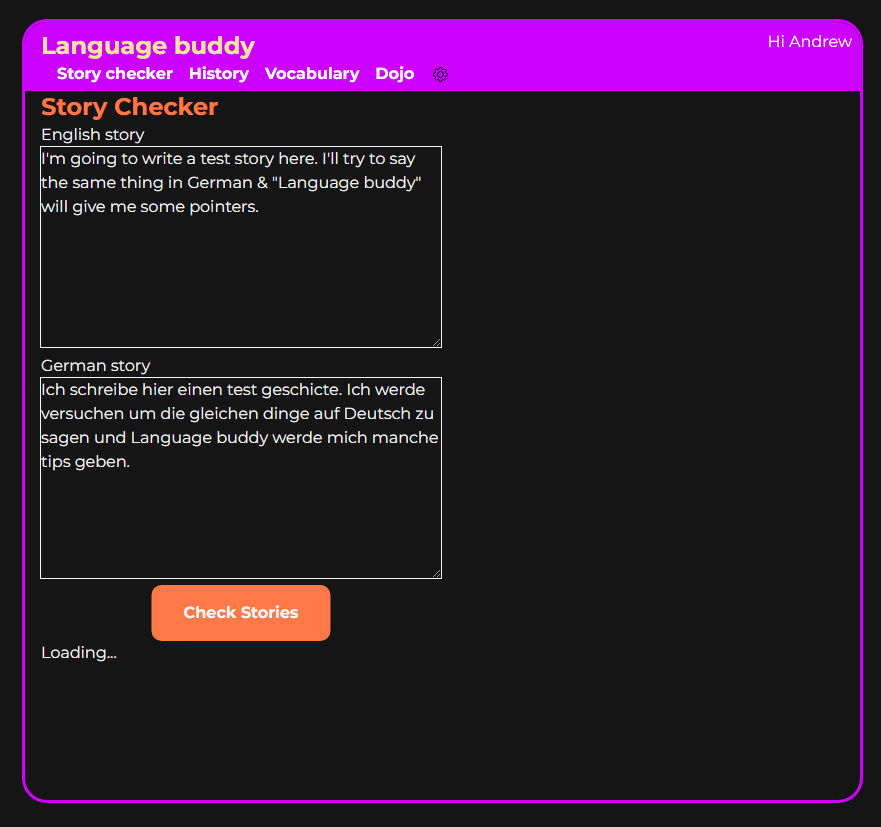 Language buddy
Hi Andrew
Story checker History Vocabulary Dojo
Story Checker
English story
I'm going to write a test story here. I'll try to say
the same thing in German & "Language buddy"
will give me some pointers.
German story
Ich schreibe hier einen test geschicte. Ich werde
versuchen um die gleichen dinge auf Deutsch zu
sagen und Language buddy werde mich manche
tips geben.
Check Stories
Loading...